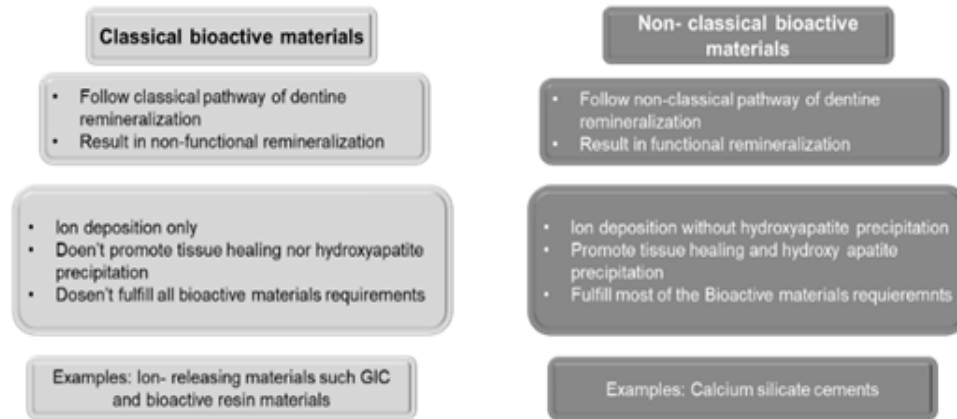 Classical bioactive materials
• Follow classical pathway of dentine
remineralization
• Result in non-functional remineralization
• Ion deposition only
• Doen't promote tissue healing nor hydroxyapatite
precipitation
• Dosen't fulfill all bioactive materials requirements
Examples: Ion- releasing materials such GIC
and bioactive resin materials
Non- classical bioactive
materials
• Follow non-classical pathway of dentine
remineralization
• Result in functional remineralization
• Ion deposition without hydroxyapatite precipitation
• Promote tissue healing and hydroxy apatite
precipitation
• Fulfill most of the Bioactive materials requieremnts
Examples: Calcium silicate cements